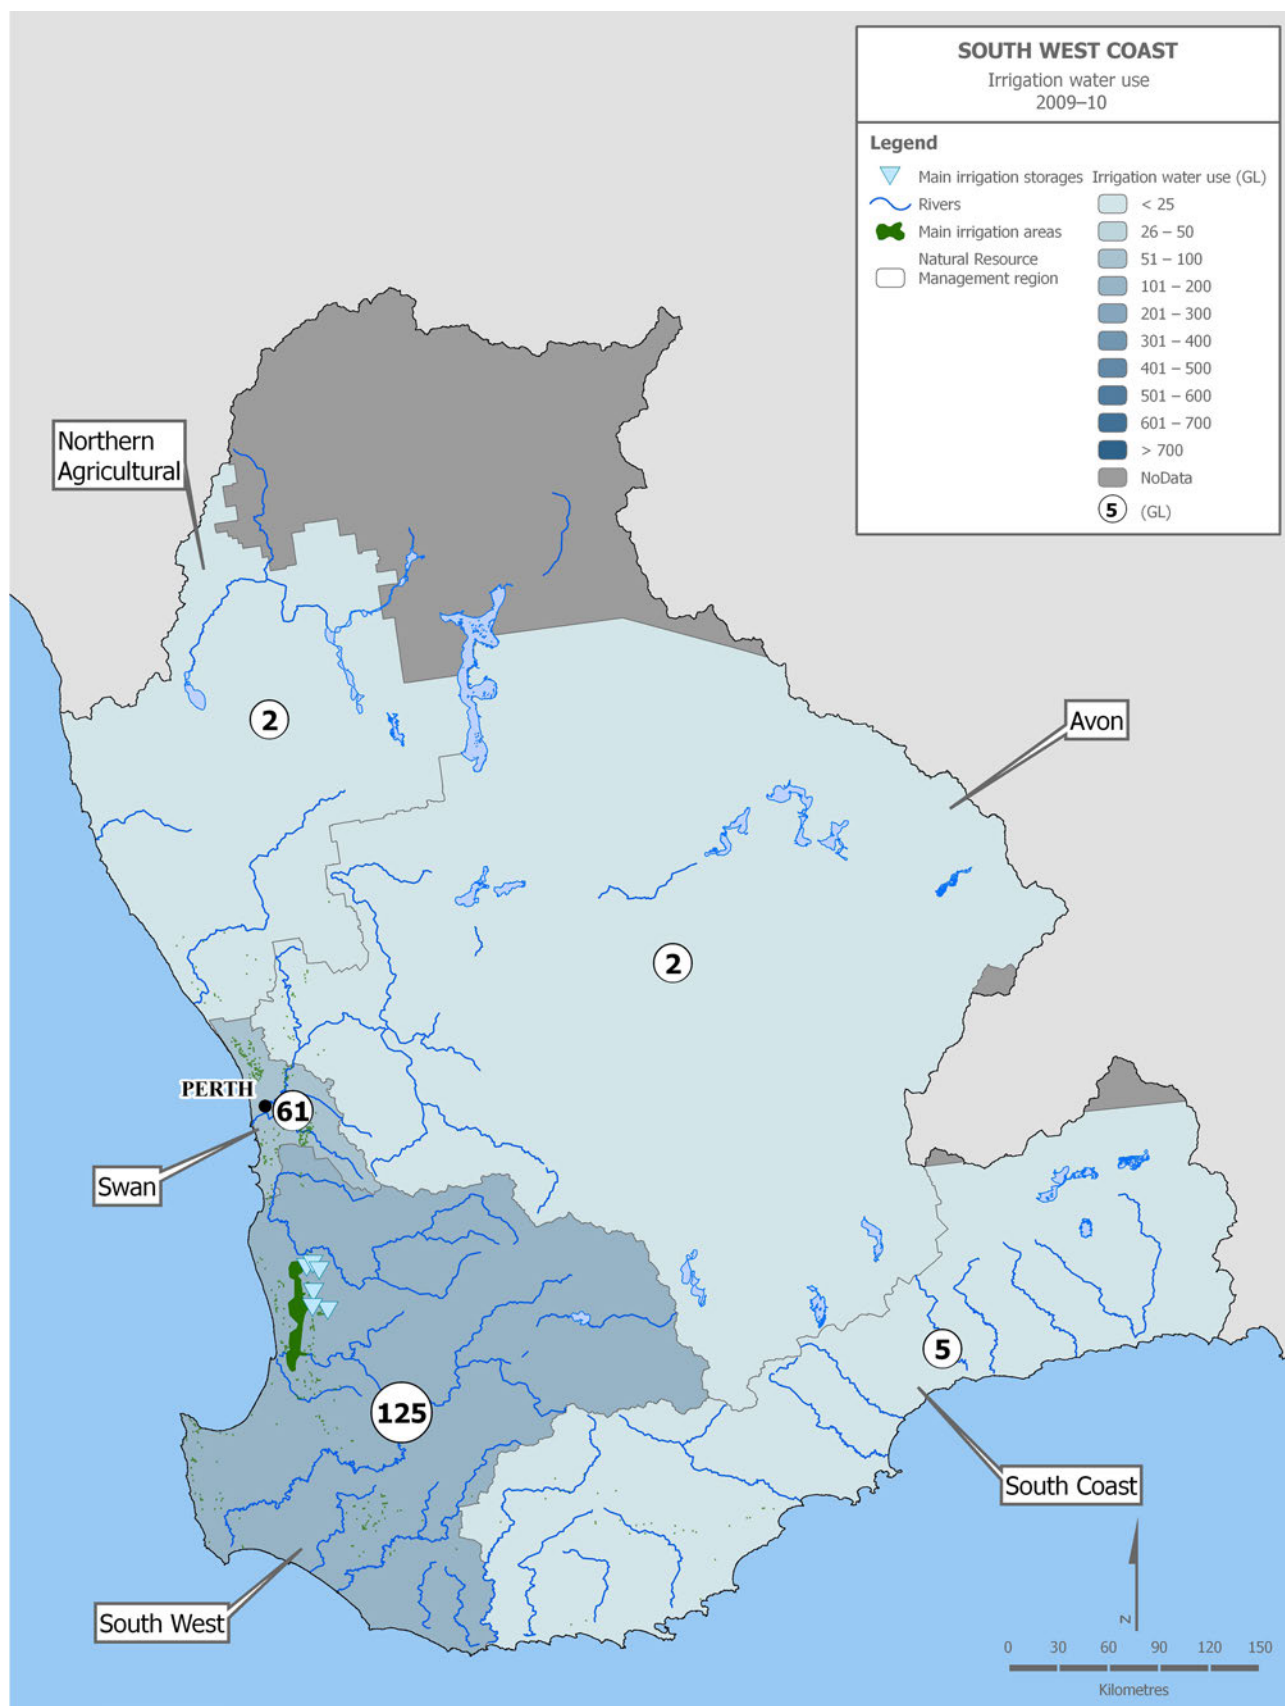 SOUTH WEST COAST
Irrigation water use
2009–10
Legend
Main irrigation storages
Rivers
Main irrigation areas
Natural Resource
Management region
Irrigation water use (GL)
< 25
26 – 50
51 – 100
101 – 200
201 – 300
301 – 400
401 – 500
501 – 600
601 – 700
> 700
NoData
5 (GL)
Northern
Agricultural
2
Avon
2
PERTH
61
Swan
5
125
South Coast
South West
N
0 30 60 90 120 150
Kilometres